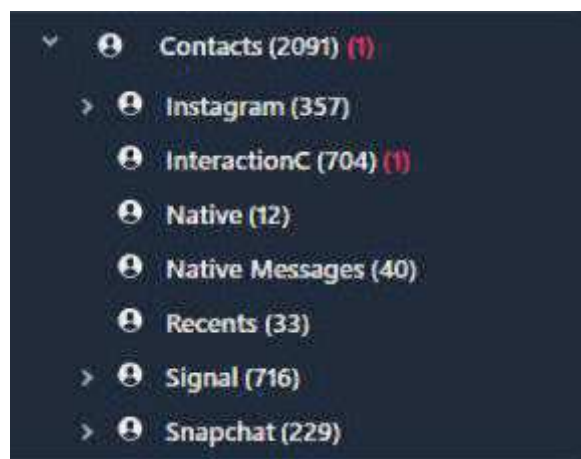 Contacts (2091) (1)
Instagram (357)
InteractionC (704) (1)
Native (12)
Native Messages (40)
Recents (33)
Signal (716)
Snapchat (229)